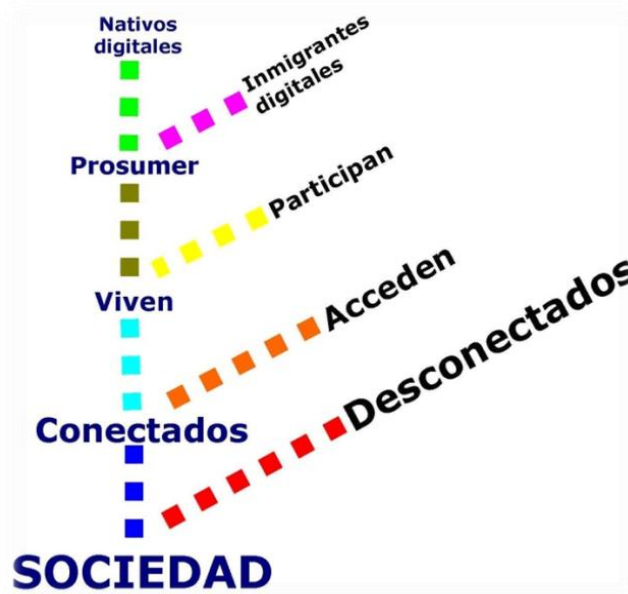 Nativos
digitales
Inmigrantes
digitales
Prosumer
Participan
Viven
Acceden
Desconectados
Conectados
SOCIEDAD